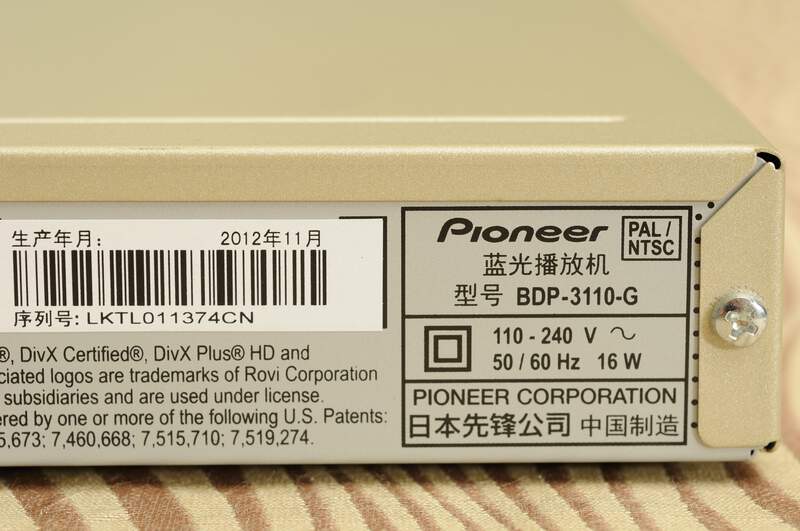 生产年月: 2012年11月
序列号: LKTL011374CN
®, DivX Certified®, DivX Plus® HD and
logos are trademarks of Rovi Corporation
subsidiaries and are used under license.
by one or more of the following U.S. Patents:
7,460,668; 7,515,710; 7,519,274.
Pioneer
PAL /
NTSC
蓝光播放机
型号 BDP-3110-G
110 - 240 V ~
50 / 60 Hz 16 W
PIONEER CORPORATION
日本先锋公司 中国制造